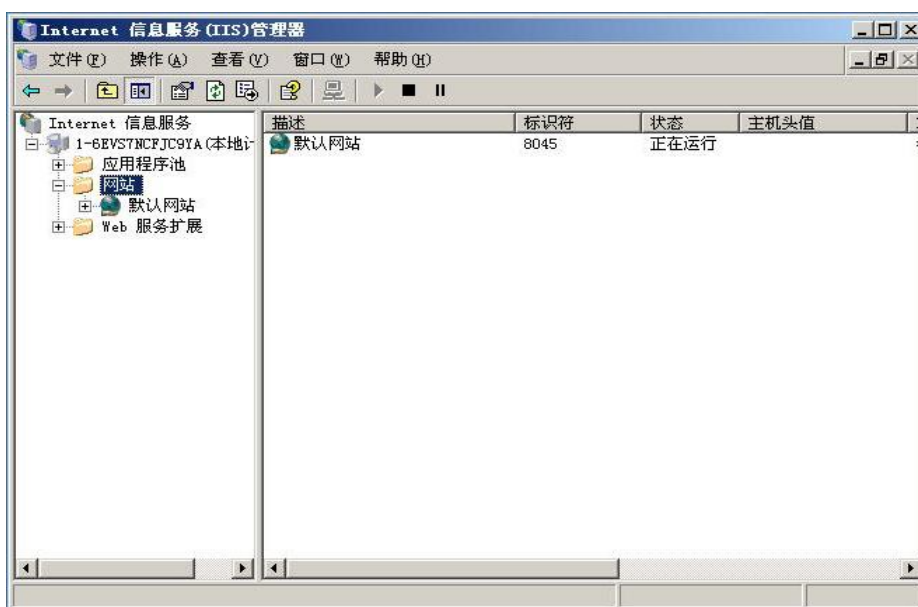 Internet 信息服务(IIS)管理器
文件(F) 操作(A) 查看(V) 窗口(W) 帮助(H)
Internet 信息服务
1-6EVS7NCFJC9YA(本地计
应用程序池
网站
默认网站
Web 服务扩展
描述 标识符 状态 主机头值
默认网站 8045 正在运行